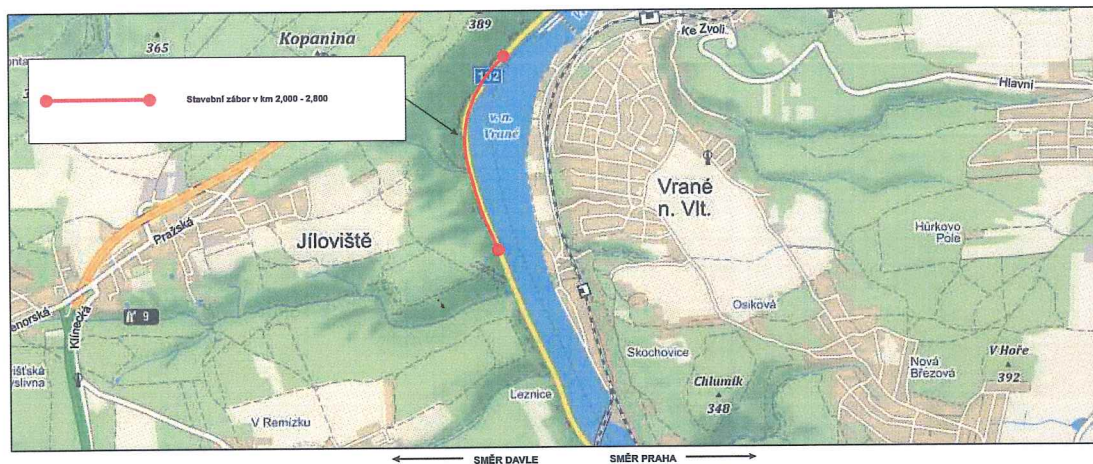 389
Ke Zvoli
Kopanina
365
102
Hlavní
Stavební zábor v km 2,000 - 2,800
v. n.
Vrané
Vrané
n. Vlt.
Pražská
Jíloviště
Hůrkovo
Pole
Klínecká
9
Osiková
Skochovice
Nová
Březová
V Hoře
392
Chlumík
348
Leznice
V Remízku
SMĚR DAVLE
SMĚR PRAHA